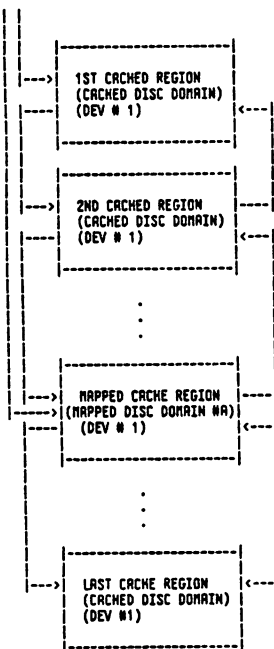 1ST CACHED REGION
(CACHED DISC DOMAIN)
(DEV # 1)
2ND CACHED REGION
(CACHED DISC DOMAIN)
(DEV # 1)
MAPPED CACHE REGION
(MAPPED DISC DOMAIN #A)
(DEV # 1)
LAST CACHE REGION
(CACHED DISC DOMAIN)
(DEV #1)